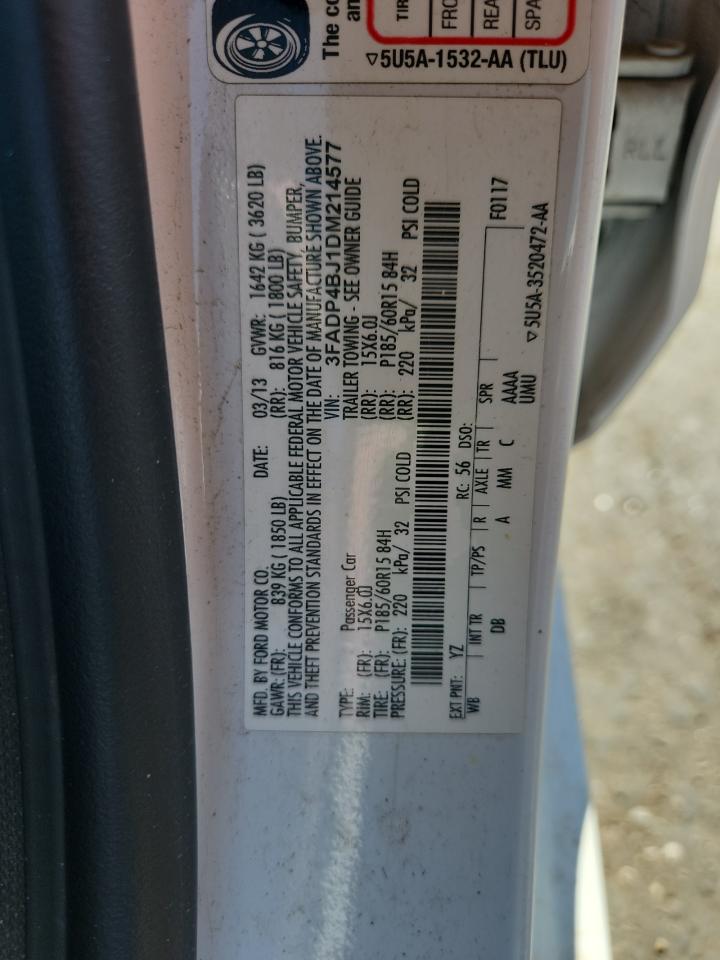 The co
an
TIR
FRO
REA
SPA
▽5U5A-1532-AA (TLU)
MFD. BY FORD MOTOR CO. DATE: 03/13 GVWR: 1642 KG ( 3620 LB)
GAWR: (FR): 839 KG ( 1850 LB) (RR): 816 KG ( 1800 LB)
THIS VEHICLE CONFORMS TO ALL APPLICABLE FEDERAL MOTOR VEHICLE SAFETY, BUMPER,
AND THEFT PREVENTION STANDARDS IN EFFECT ON THE DATE OF MANUFACTURE SHOWN ABOVE.
VIN: 3FADP4BJ1DM214577
TYPE: Passenger Car TRAILER TOWING - SEE OWNER GUIDE
RIM: (FR): 15X6.0J (RR): 15X6.0J
TIRE: (FR): P185/60R15 84H (RR): P185/60R15 84H
PRESSURE: (FR): 220 kPa/ 32 PSI COLD (RR): 220 kPa/ 32 PSI COLD
EXT PNT: YZ RC: 56 DSO: F0117
WB INT TR TP/PS R AXLE TR SPR
DB A MM C AAAA
UMU
▽5U5A-3520472-AA